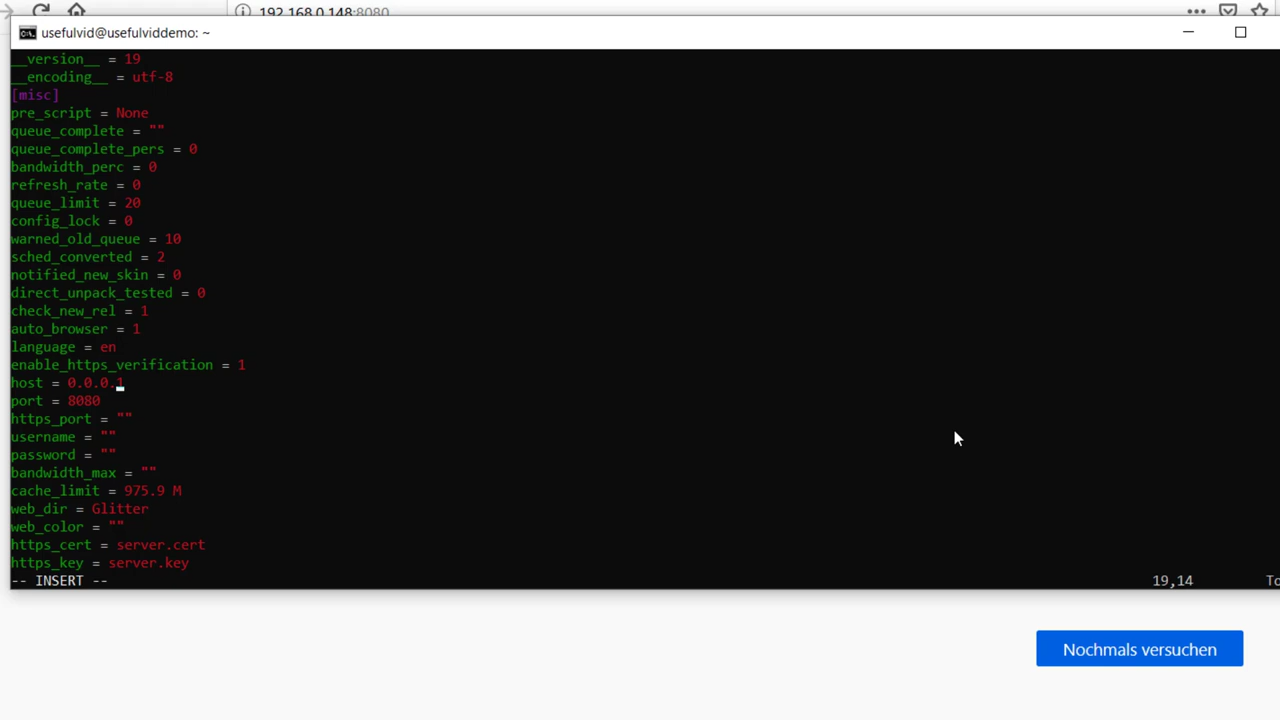 192.168.0.148:8080
usefulvid@usefulviddemo: ~
__version__ = 19
__encoding__ = utf-8
[misc]
pre_script = None
queue_complete = ""
queue_complete_pers = 0
bandwidth_perc = 0
refresh_rate = 0
queue_limit = 20
config_lock = 0
warned_old_queue = 10
sched_converted = 2
notified_new_skin = 0
direct_unpack_tested = 0
check_new_rel = 1
auto_browser = 1
language = en
enable_https_verification = 1
host = 0.0.0.1
port = 8080
https_port = ""
username = ""
password = ""
bandwidth_max = ""
cache_limit = 975.9 M
web_dir = Glitter
web_color = ""
https_cert = server.cert
https_key = server.key
-- INSERT -- 19,14 To
Nochmals versuchen